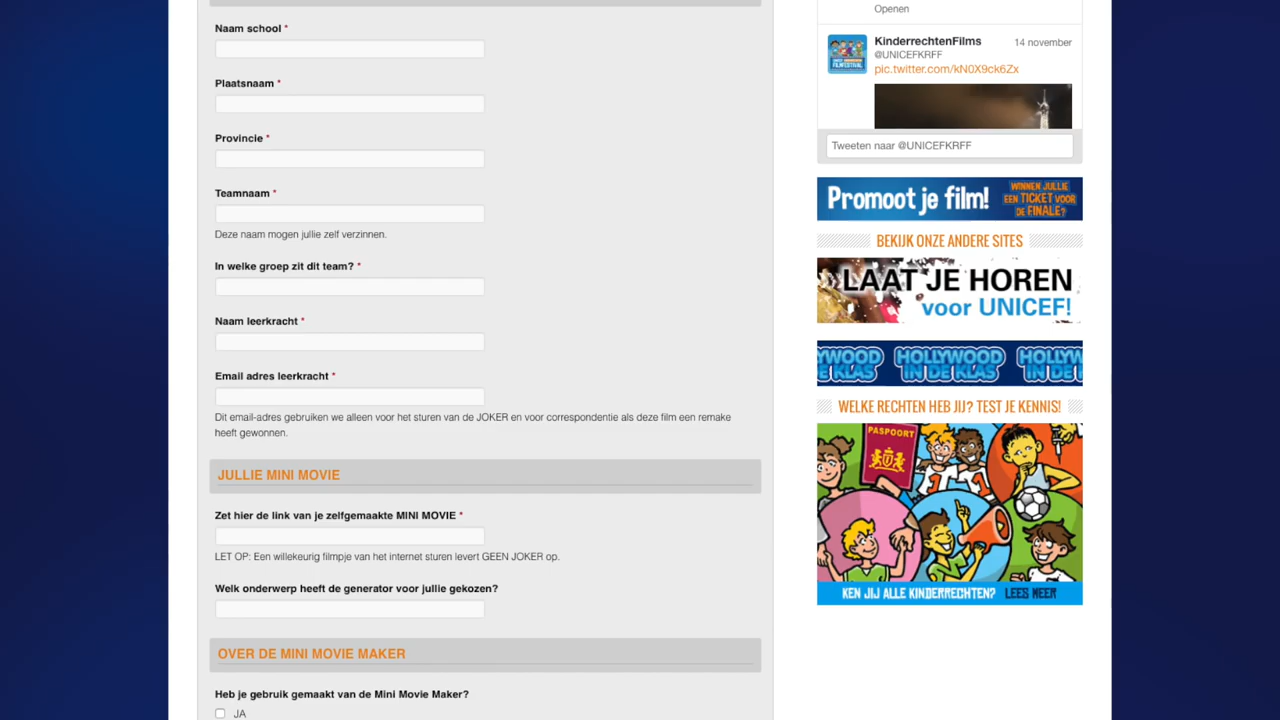 Naam school *
Plaatsnaam *
Provincie *
Teamnaam *
Deze naam mogen jullie zelf verzinnen.
In welke groep zit dit team? *
Naam leerkracht *
Email adres leerkracht *
Dit email-adres gebruiken we alleen voor het sturen van de JOKER en voor correspondentie als deze film een remake
heeft gewonnen.
JULLIE MINI MOVIE
Zet hier de link van je zelfgemaakte MINI MOVIE *
LET OP: Een willekeurig filmpje van het internet sturen levert GEEN JOKER op.
Welk onderwerp heeft de generator voor jullie gekozen?
OVER DE MINI MOVIE MAKER
Heb je gebruik gemaakt van de Mini Movie Maker?
JA
Openen
KinderrechtenFilms 14 november
@UNICEFKRFF
pic.twitter.com/kN0X9ck6Zx
Tweeten naar @UNICEFKRFF
Promoot je film!
WINNEN JULLIE
EEN TICKET VOOR
DE FINALE?
BEKIJK ONZE ANDERE SITES
LAAT JE HOREN
voor UNICEF!
YWOOD HOLLYWOOD HOLLYW
DE KLAS IN DE KLAS IN DE
WELKE RECHTEN HEB JIJ? TEST JE KENNIS!
PASPOORT
KEN JIJ ALLE KINDERRECHTEN? LEES MEER